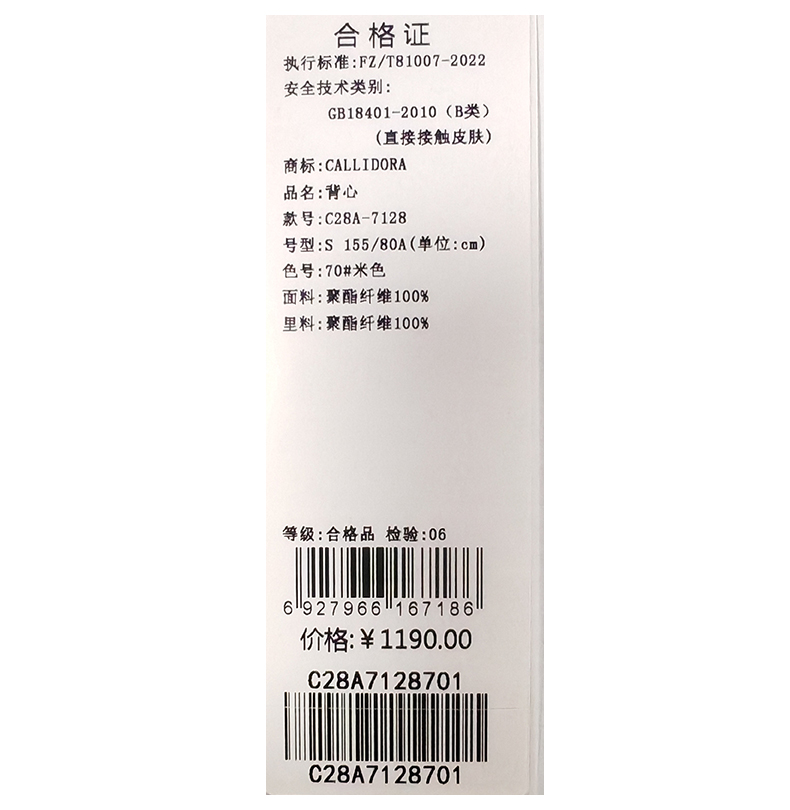 合格证
执行标准:FZ/T81007-2022
安全技术类别:
GB18401-2010（B类）
(直接接触皮肤)
商标:CALLIDORA
品名:背心
款号:C28A-7128
号型:S 155/80A(单位:cm)
色号:70#米色
面料:聚酯纤维100%
里料:聚酯纤维100%
等级:合格品 检验:06
6 927966 167186
价格:￥1190.00
C28A7128701
C28A7128701